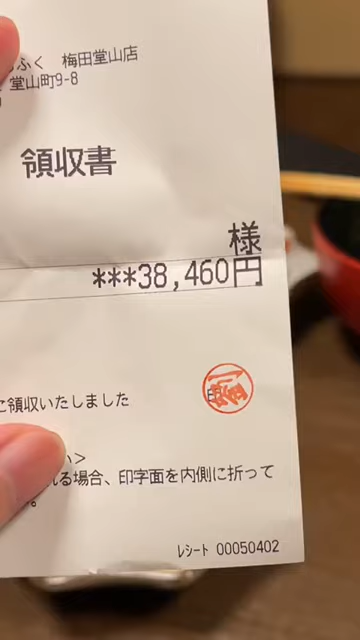 ふく 梅田堂山店
堂山町9-8
領収書
様
***38,460円
領収いたしました
印
>
る場合、印字面を内側に折って
。
レシート 00050402